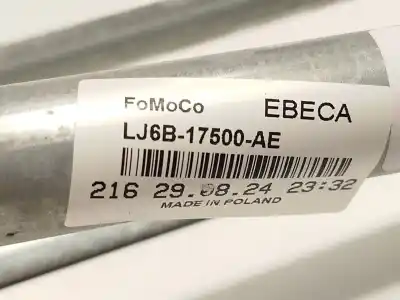 FoMoCo EBECA
LJ6B-17500-AE
216 29.08.24 23:32
MADE IN POLAND